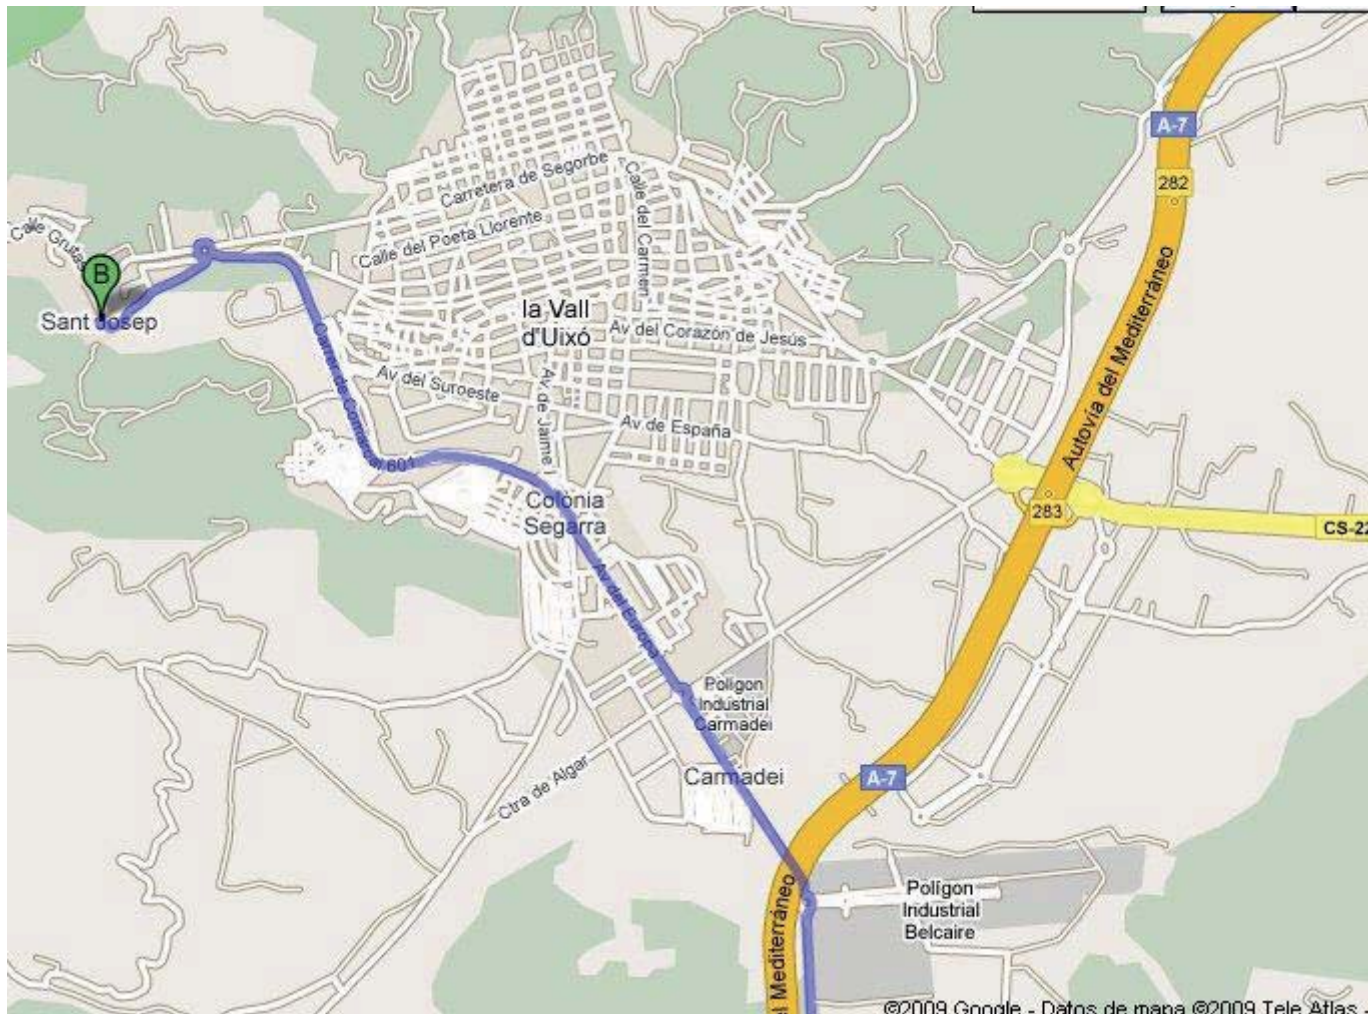 A-7
282
Carretera de Segorbe
Calle del Carmen
Calle del Poeta Llorente
Calle Grutas
B
Sant Josep
la Vall
d'Uixó
Av del Corazón de Jesús
Autovía del Mediterráneo
Av del Suroeste
Av de Jaime
Av de España
601
Colònia
Segarra
283
CS-22
Av del Europa
Polígon
Industrial
Carmadei
Carmadei
A-7
Ctra de Algar
Mediterráneo
Polígon
Industrial
Belcaire
©2009 Google - Datos de mapa ©2009 Tele Atlas -